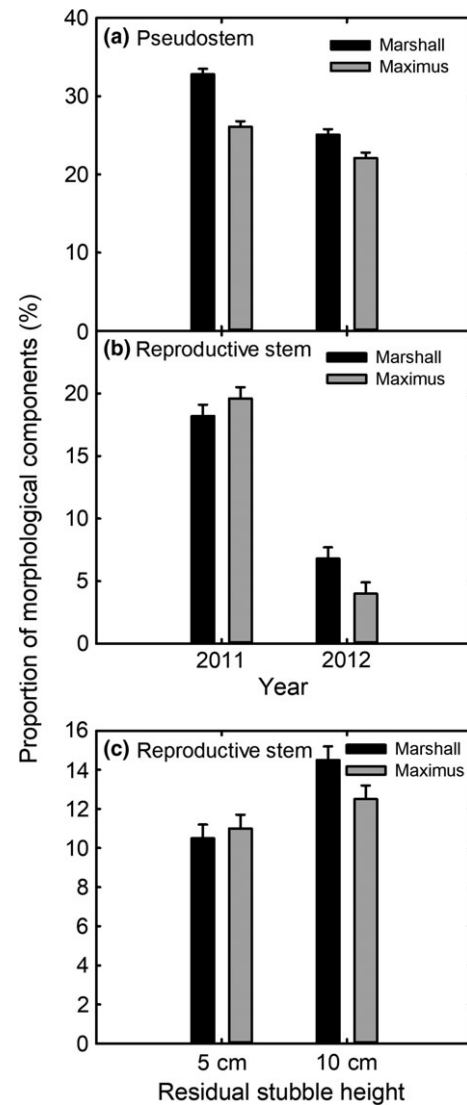 Proportion of morphological components (%)
(a) Pseudostem
Marshall
Maximus
40
30
20
10
0
(b) Reproductive stem
Marshall
Maximus
20
15
10
5
0
2011 2012
Year
(c) Reproductive stem
Marshall
Maximus
16
14
12
10
8
6
4
2
0
5 cm 10 cm
Residual stubble height